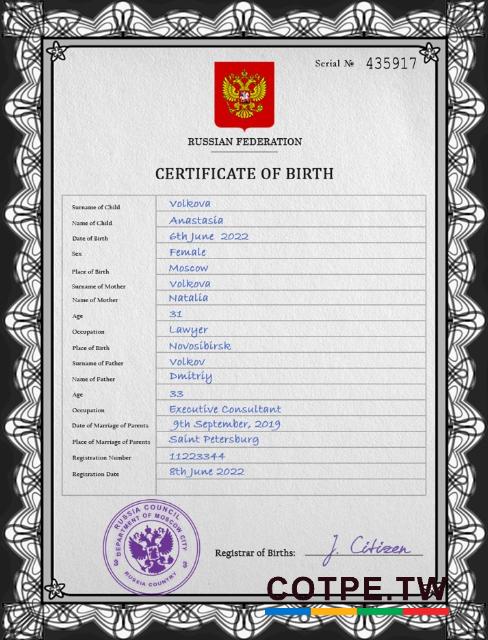 Serial № 435917
RUSSIAN FEDERATION
CERTIFICATE OF BIRTH
Surname of Child Volkova
Name of Child Anastasia
Date of Birth 6th June 2022
Sex Female
Place of Birth Moscow
Surname of Mother Volkova
Name of Mother Natalia
Age 31
Occupation Lawyer
Place of Birth Novosibirsk
Surname of Father Volkov
Name of Father Dmitriy
Age 33
Occupation Executive Consultant
Date of Marriage of Parents 9th September, 2019
Place of Marriage of Parents Saint Petersburg
Registration Number 11223344
Registration Date 8th June 2022
RUSSIA COUNCIL
DEPARTMENT OF MOSCOW CITY
RUSSIA COUNTRY
Registrar of Births: J. Citizen
COTPE.TW